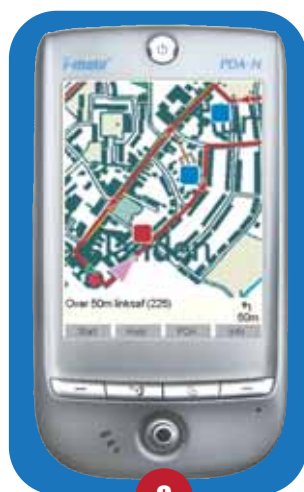 i-mate PDA-N
Over 50m linksaf (225)
50m
Start PDA Info